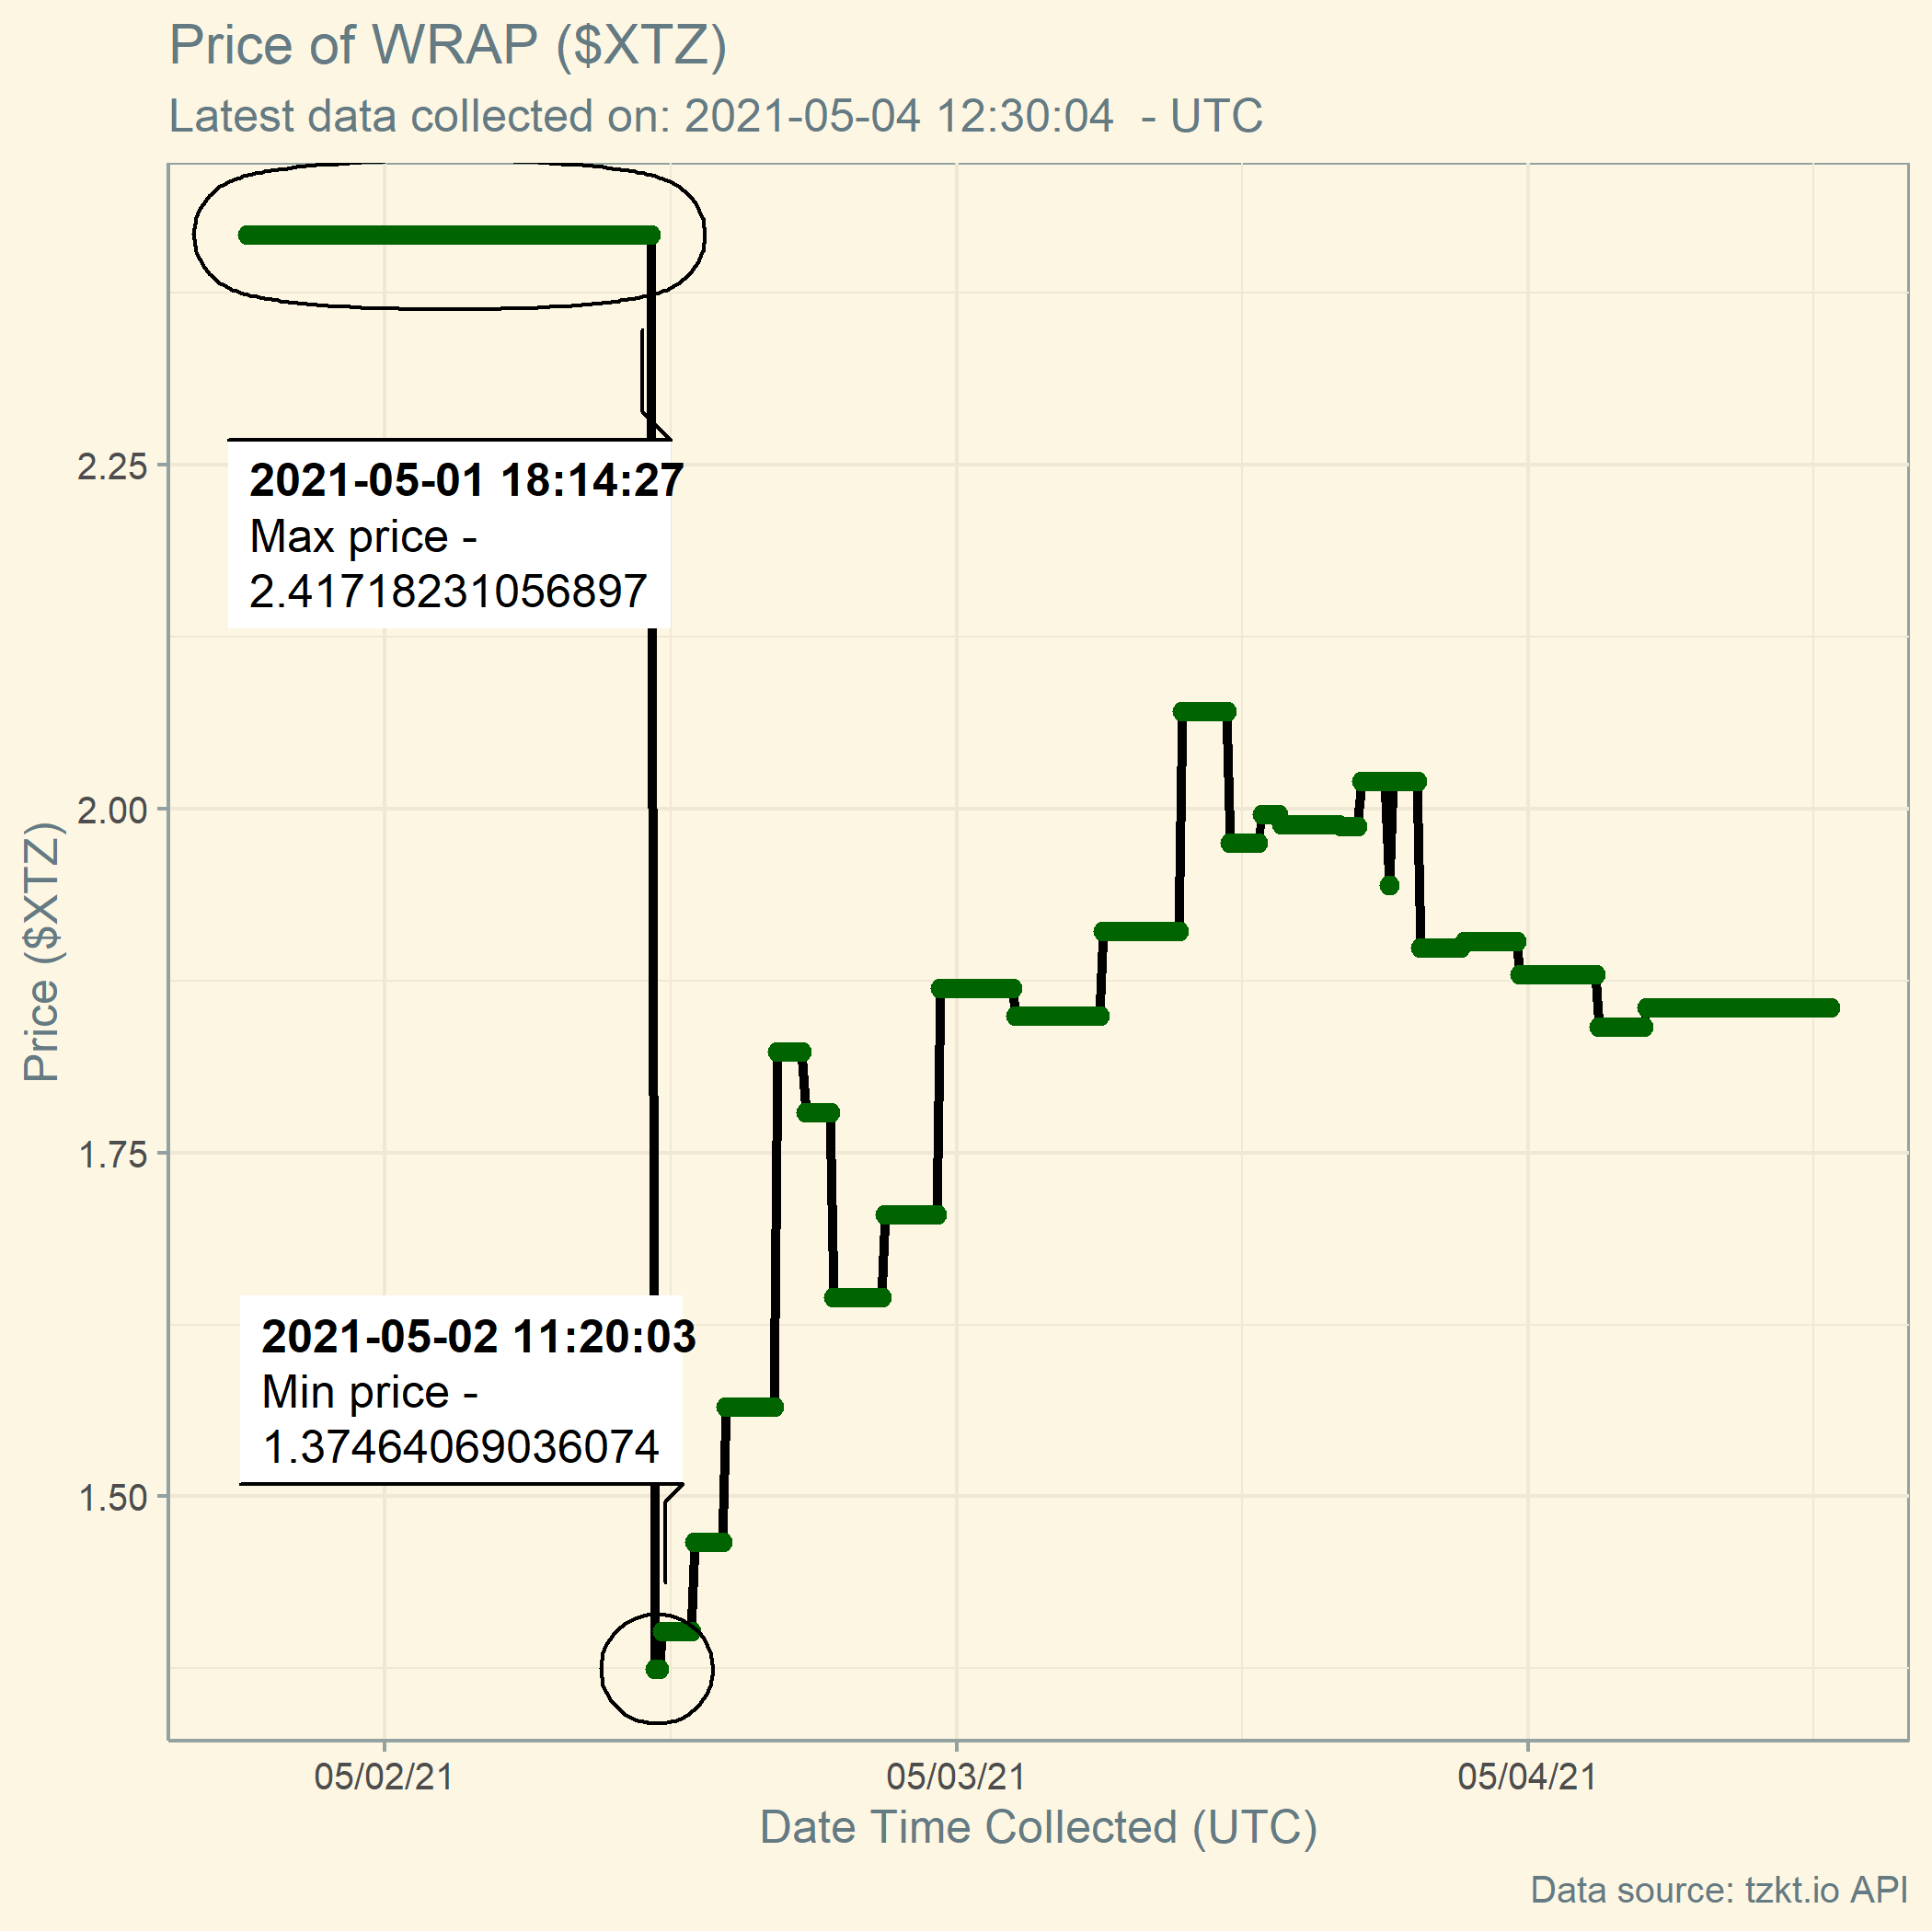 Price of WRAP ($XTZ)
Latest data collected on: 2021-05-04 12:30:04  - UTC
2021-05-01 18:14:27
Max price -
2.41718231056897
2021-05-02 11:20:03
Min price -
1.37464069036074
2.25
2.00
1.75
1.50
Price ($XTZ)
05/02/21
05/03/21
05/04/21
Date Time Collected (UTC)
Data source: tzkt.io API